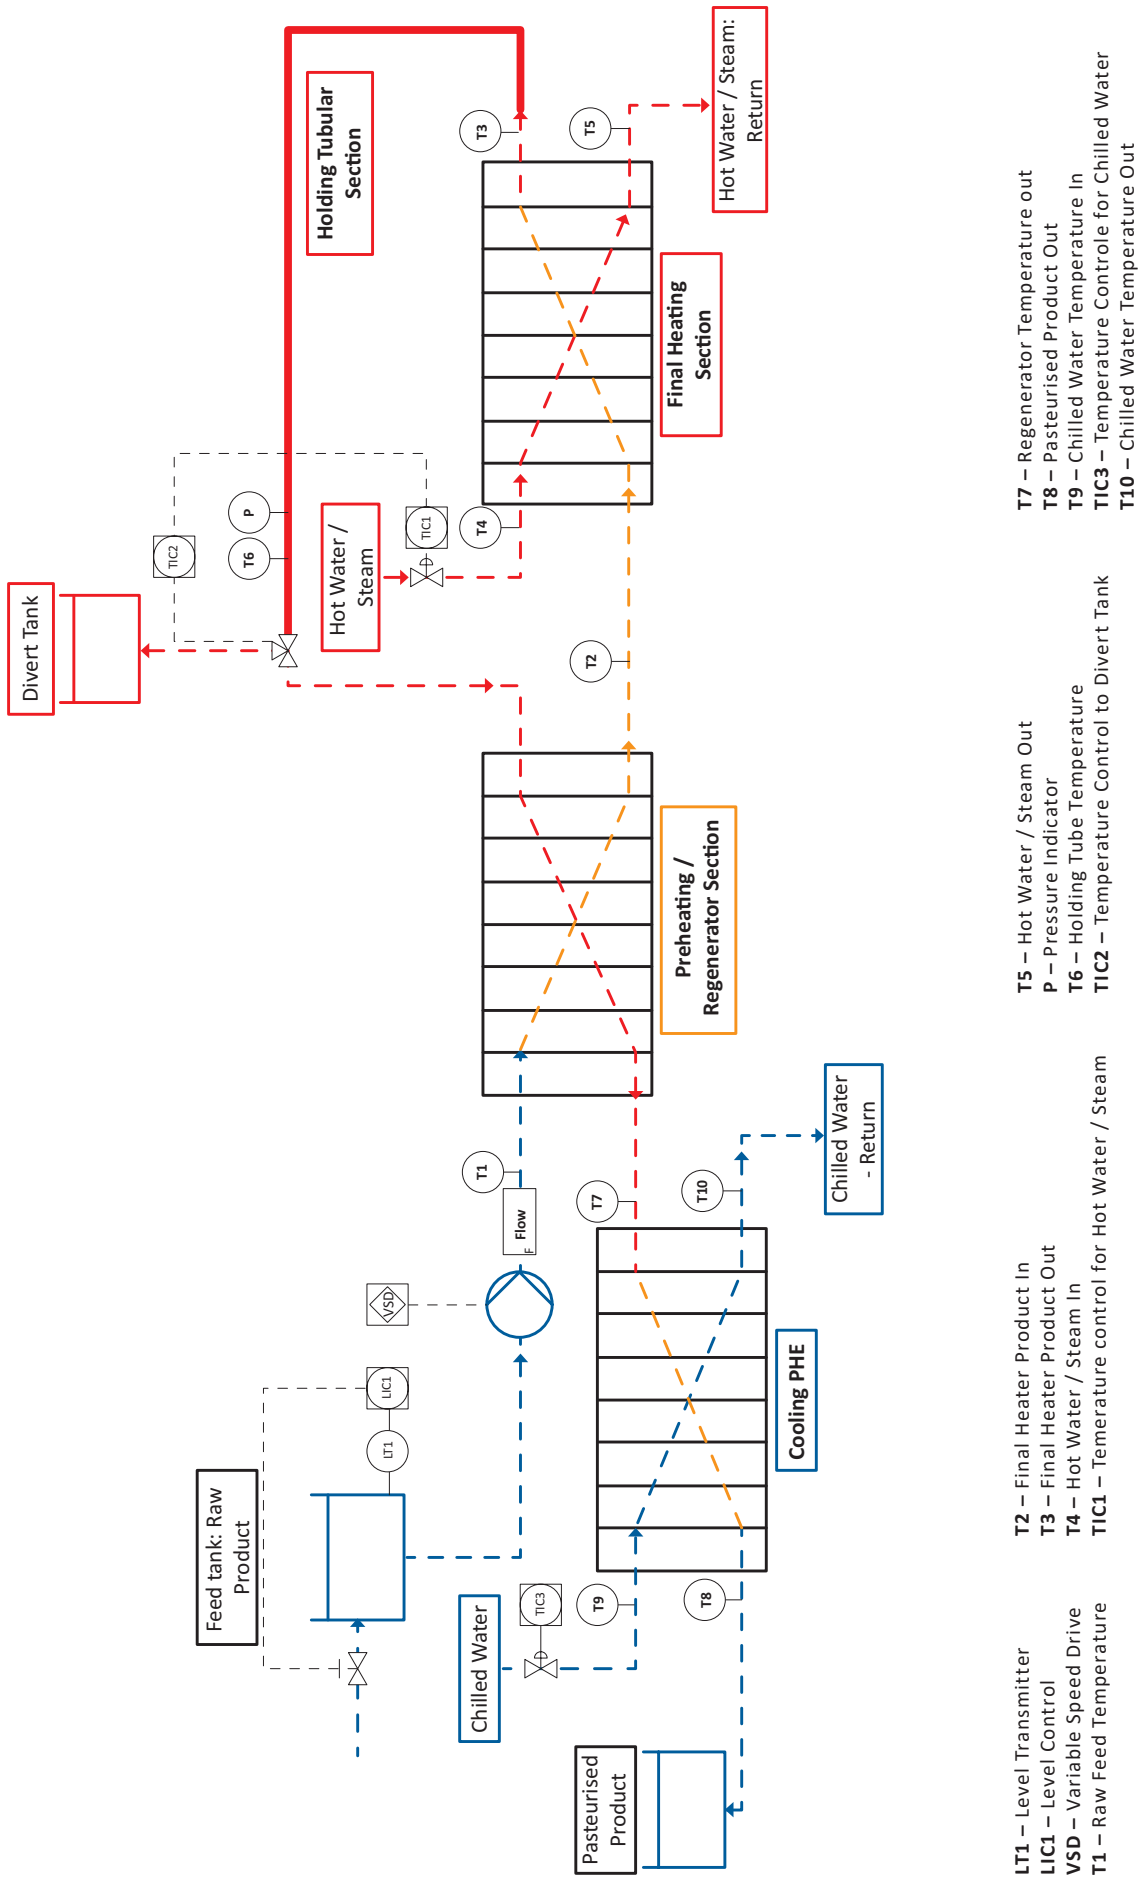 Feed tank: Raw
Product
LT1
LIC1
VSD
Flow
F
T1
Chilled Water
TIC3
T9
T8
Pasteurised
Product
Cooling PHE
T7
T10
Chilled Water
- Return
Preheating /
Regenerator Section
T2
Divert Tank
TIC2
T6
P
Hot Water /
Steam
TIC1
T4
Holding Tubular
Section
T3
T5
Final Heating
Section
Hot Water / Steam:
Return
LT1 – Level Transmitter
LIC1 – Level Control
VSD – Variable Speed Drive
T1 – Raw Feed Temperature
T2 – Final Heater Product In
T3 – Final Heater Product Out
T4 – Hot Water / Steam In
TIC1 – Temerature control for Hot Water / Steam
T5 – Hot Water / Steam Out
P – Pressure Indicator
T6 – Holding Tube Temperature
TIC2 – Temperature Control to Divert Tank
T7 – Regenerator Temperature out
T8 – Pasteurised Product Out
T9 – Chilled Water Temperature In
TIC3 – Temperature Controle for Chilled Water
T10 – Chilled Water Temperature Out